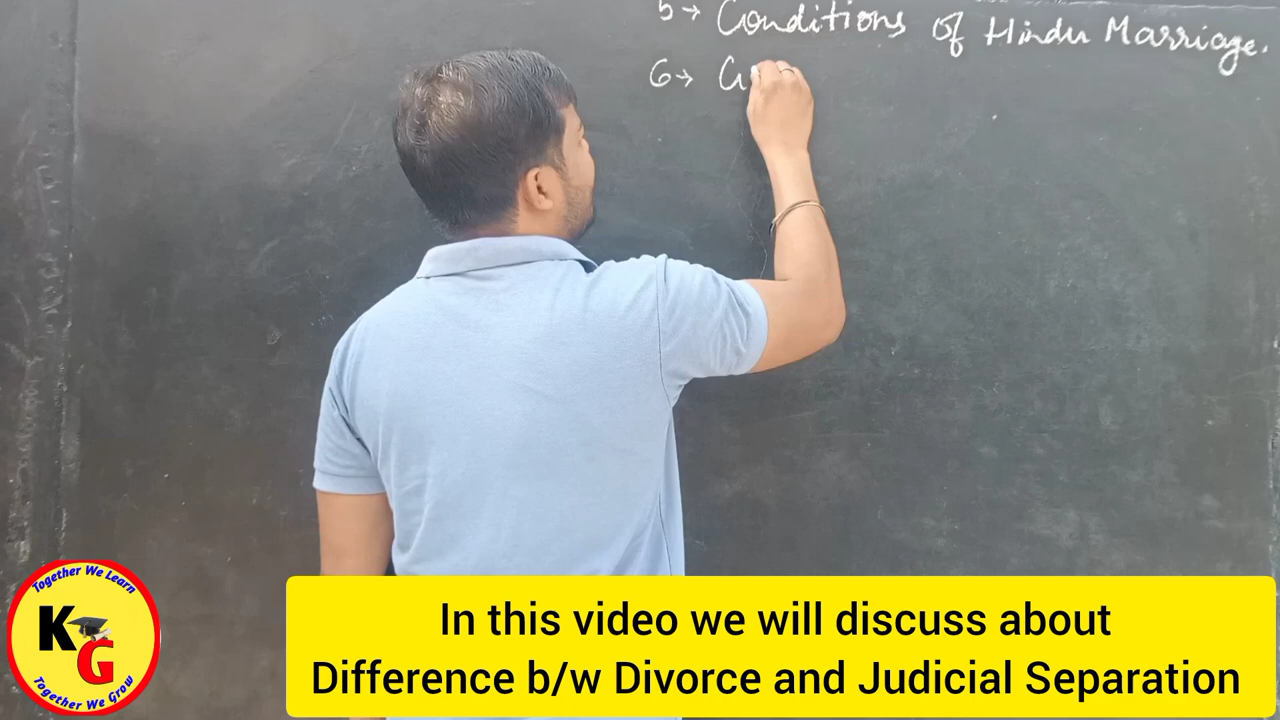 5→ Conditions of Hindu Marriage.
6→
Together We Learn
KG
Together We Grow
In this video we will discuss about
Difference b/w Divorce and Judicial Separation